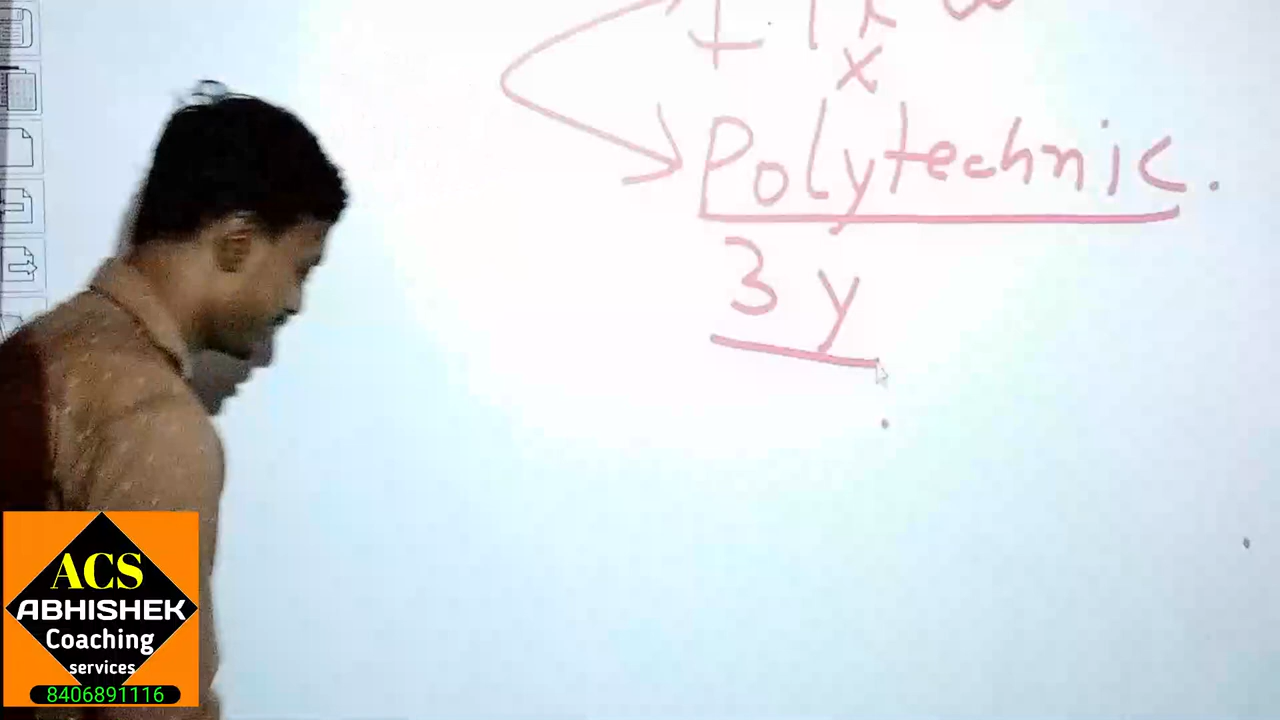 x
Polytechnic.
3 y
ACS
ABHISHEK
Coaching
services
8406891116